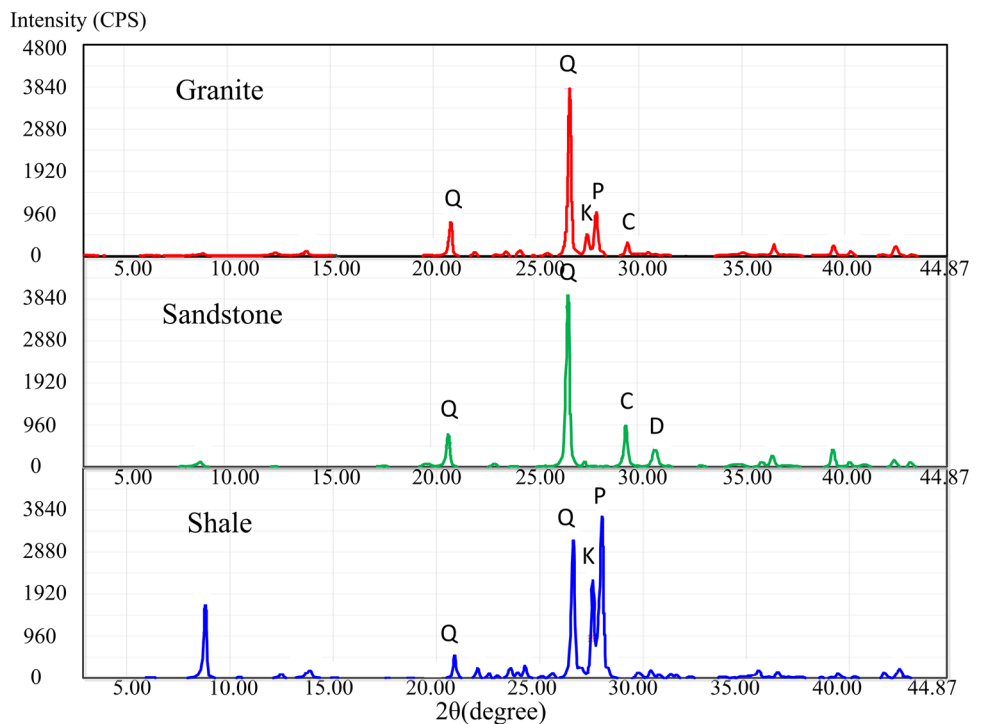 Intensity (CPS)
4800
3840
2880
1920
960
0
Granite
Q
Q
K
P
C
5.00 10.00 15.00 20.00 25.00 30.00 35.00 40.00 44.87
3840
2880
1920
960
0
Sandstone
Q
Q
C
D
5.00 10.00 15.00 20.00 25.00 30.00 35.00 40.00 44.87
3840
2880
1920
960
0
Shale
Q
Q
K
P
5.00 10.00 15.00 20.00 25.00 30.00 35.00 40.00 44.87
2θ(degree)